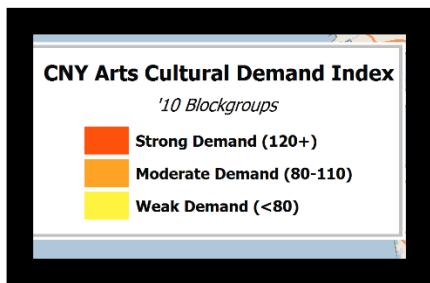 CNY Arts Cultural Demand Index
'10 Blockgroups
Strong Demand (120+)
Moderate Demand (80-110)
Weak Demand (<80)